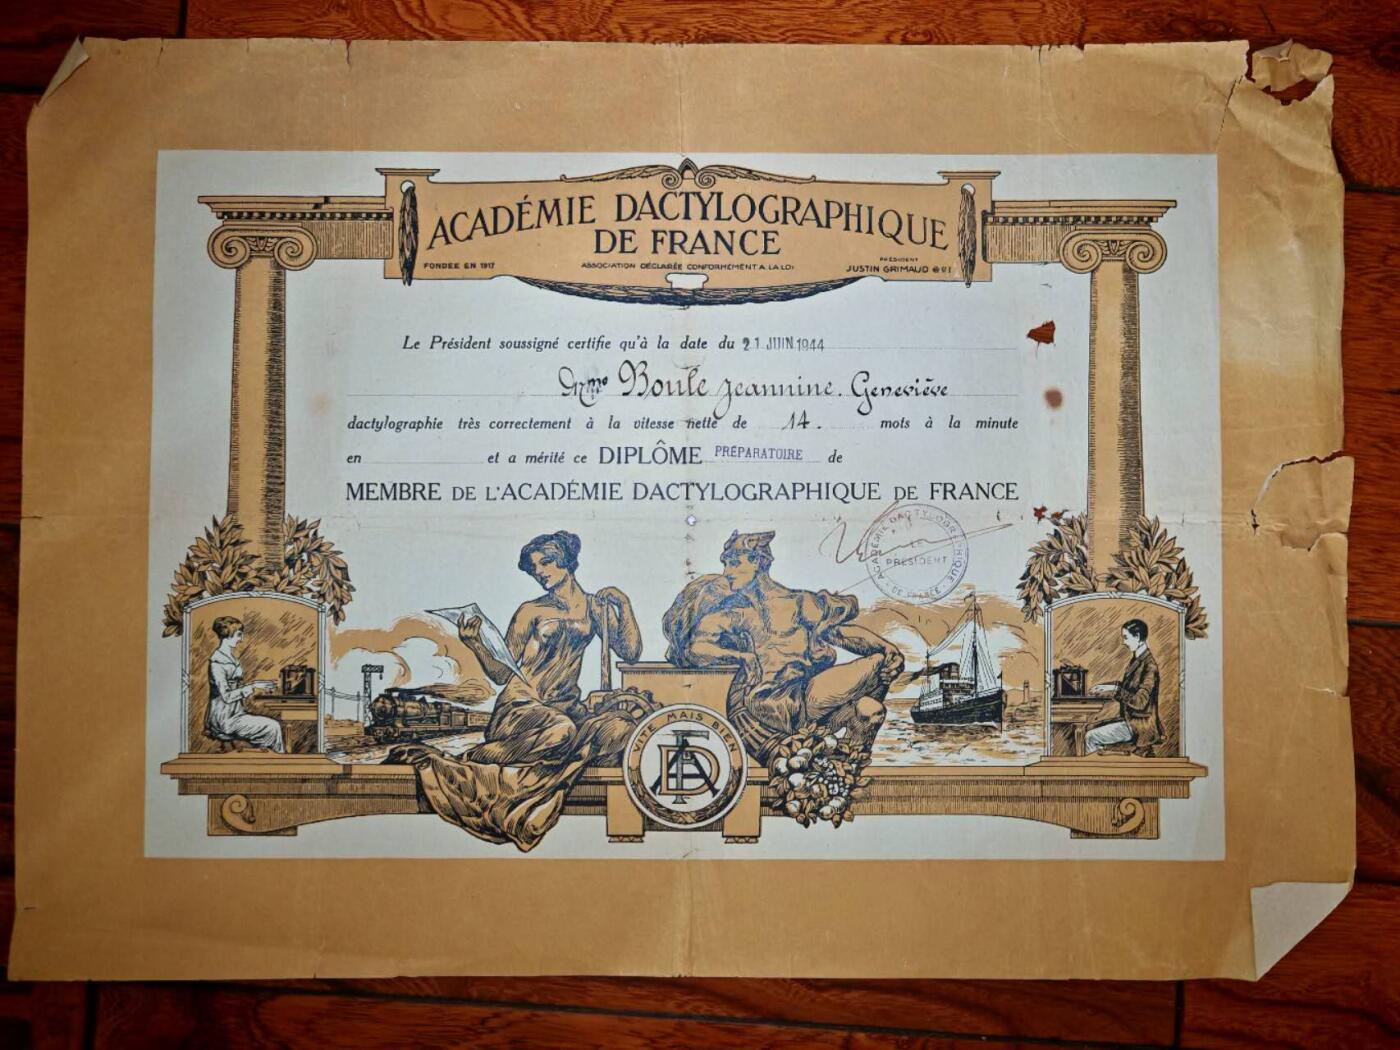 ACADÉMIE DACTYLOGRAPHIQUE
DE FRANCE
FONDÉE EN 1917
ASSOCIATION DÉCLARÉE CONFORMÉMENT A LA LOI
PRÉSIDENT
JUSTIN GRIMAUD
Le Président soussigné certifie qu'à la date du 21 JUIN 1944
Mme Boule Jeannine. Geneviève
dactylographie très correctement à la vitesse nette de 14. mots à la minute
en et a mérité ce DIPLÔME PRÉPARATOIRE de
MEMBRE DE L'ACADÉMIE DACTYLOGRAPHIQUE DE FRANCE
ACADÉMIE DACTYLOGRAPHIQUE
LE
PRÉSIDENT
DE FRANCE
VITE MAIS BIEN